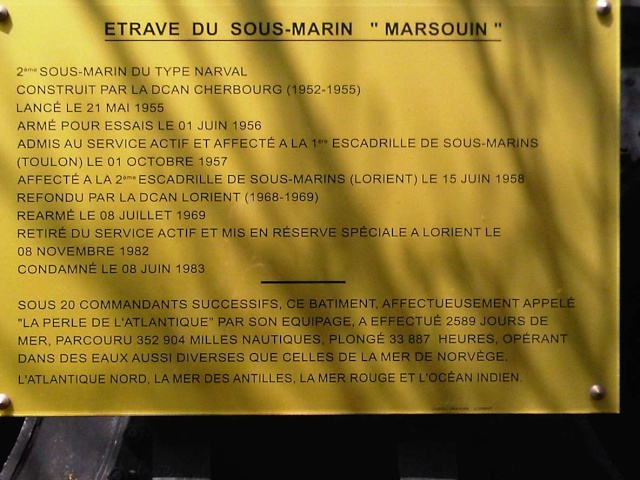 ETRAVE DU SOUS-MARIN " MARSOUIN "
2ème SOUS-MARIN DU TYPE NARVAL
CONSTRUIT PAR LA DCAN CHERBOURG (1952-1955)
LANCÉ LE 21 MAI 1955
ARMÉ POUR ESSAIS LE 01 JUIN 1956
ADMIS AU SERVICE ACTIF ET AFFECTÉ A LA 1ère ESCADRILLE DE SOUS-MARINS
(TOULON) LE 01 OCTOBRE 1957
AFFECTÉ A LA 2ème ESCADRILLE DE SOUS-MARINS (LORIENT) LE 15 JUIN 1958
REFONDU PAR LA DCAN LORIENT (1968-1969)
REARMÉ LE 08 JUILLET 1969
RETIRÉ DU SERVICE ACTIF ET MIS EN RÉSERVE SPÉCIALE A LORIENT LE
08 NOVEMBRE 1982
CONDAMNÉ LE 08 JUIN 1983
SOUS 20 COMMANDANTS SUCCESSIFS, CE BATIMENT, AFFECTUEUSEMENT APPELÉ
"LA PERLE DE L'ATLANTIQUE" PAR SON EQUIPAGE, A EFFECTUÉ 2589 JOURS DE
MER, PARCOURU 352 904 MILLES NAUTIQUES, PLONGÉ 33 887 HEURES, OPÉRANT
DANS DES EAUX AUSSI DIVERSES QUE CELLES DE LA MER DE NORVÈGE.
L'ATLANTIQUE NORD, LA MER DES ANTILLES, LA MER ROUGE ET L'OCÉAN INDIEN.